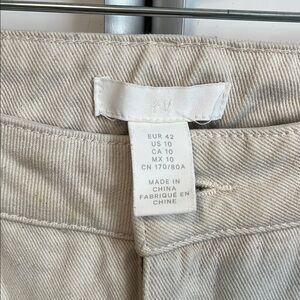 EUR 42
US 10
CA 10
MX 10
CN 170/80A
MADE IN
CHINA
FABRIQUÉ EN
CHINE